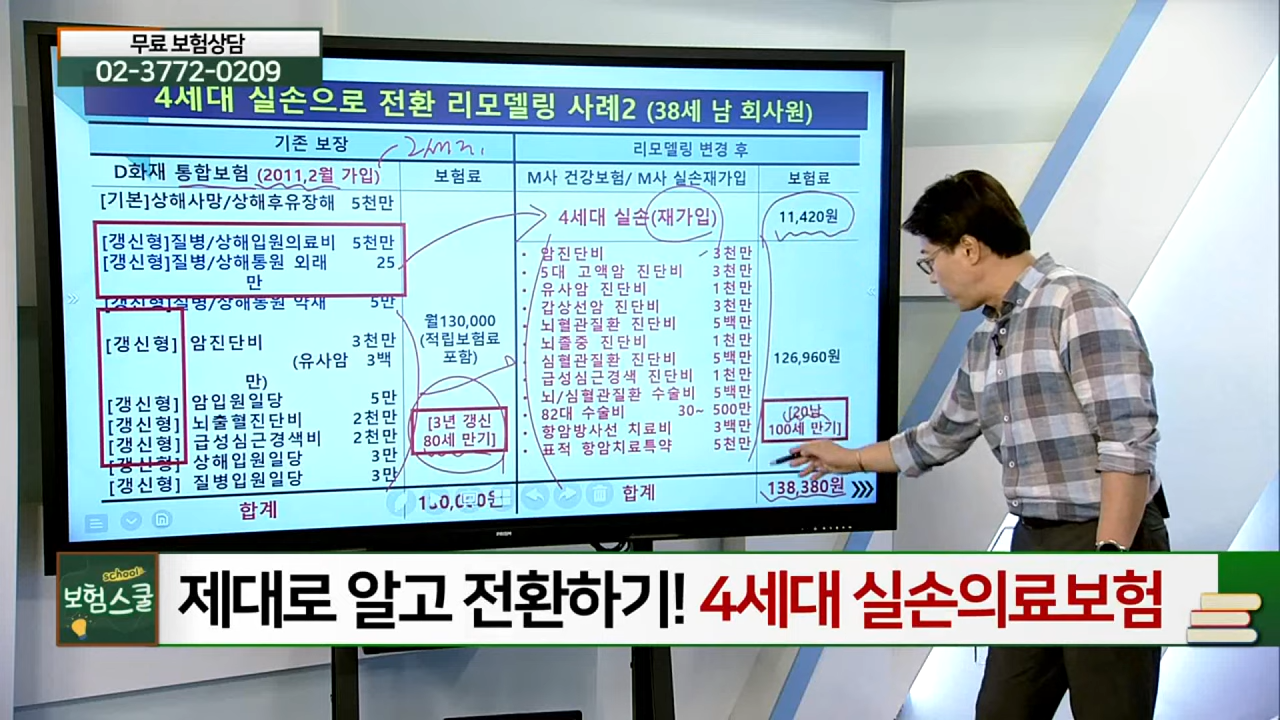 무료 보험상담
02-3772-0209
4세대 실손으로 전환 리모델링 사례2 (38세 남 회사원)
기존 보장
리모델링 변경 후
D화재 통합보험 (2011,2월 가입)
보험료
M사 건강보험/ M사 실손재가입
보험료
[기본]상해사망/상해후유장해 5천만
4세대 실손(재가입)
11,420원
[갱신형]질병/상해입원의료비 5천만
[갱신형]질병/상해통원 외래 25
만
[갱신형]질병/상해통원 약재 5만
[갱신형] 암진단비 3천만
(유사암 3백
만)
[갱신형] 암입원일당 5만
[갱신형] 뇌출혈진단비 2천만
[갱신형] 급성심근경색비 2천만
[갱신형] 상해입원일당 3만
[갱신형] 질병입원일당 3만
월130,000
(적립보험료
포함)
[3년 갱신
80세 만기]
· 암진단비 3천만
· 5대 고액암 진단비 3천만
· 유사암 진단비 1천만
· 갑상선암 진단비 3천만
· 뇌혈관질환 진단비 5백만
· 뇌졸중 진단비 1천만
· 심혈관질환 진단비 5백만
· 급성심근경색 진단비 1천만
· 뇌/심혈관질환 수술비 5백만
· 82대 수술비 30~ 500만
· 항암방사선 치료비 3백만
· 표적 항암치료특약 5천만
126,960원
[20납
100세 만기]
합계
합계
138,380원
PRISM
school
보험스쿨
제대로 알고 전환하기! 4세대 실손의료보험